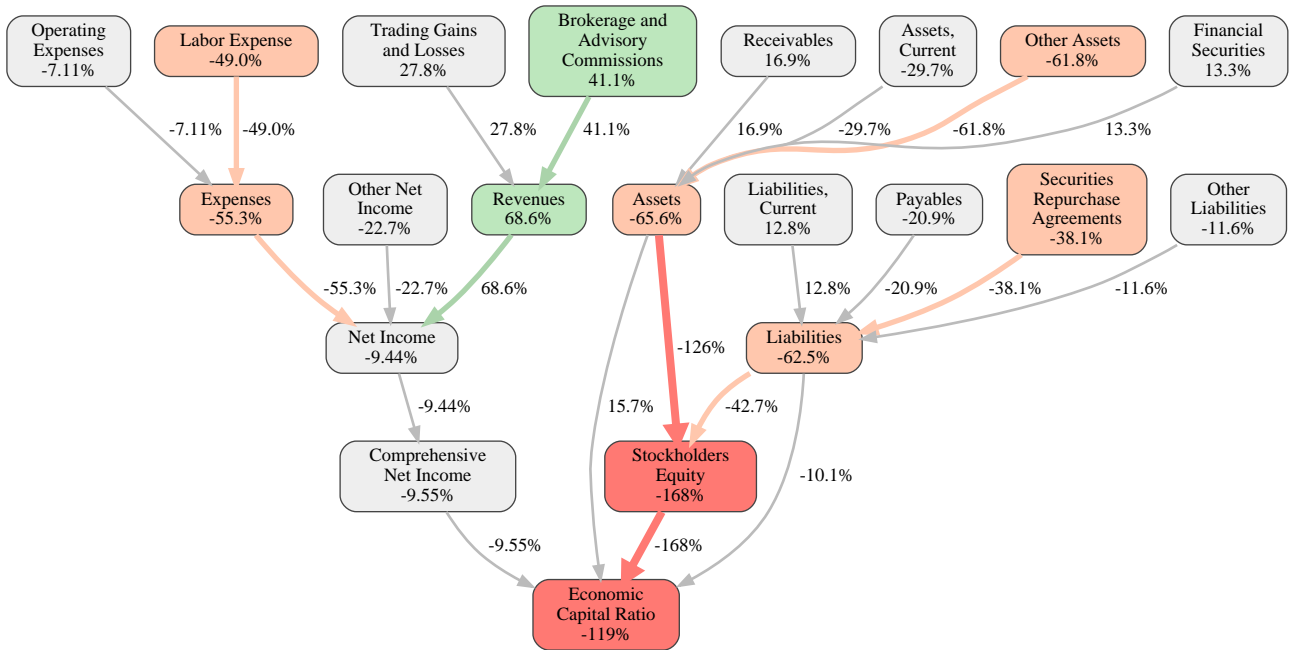 Operating
Expenses
-7.11%
Labor Expense
-49.0%
Trading Gains
and Losses
27.8%
Brokerage and
Advisory
Commissions
41.1%
Receivables
16.9%
Assets,
Current
-29.7%
Other Assets
-61.8%
Financial
Securities
13.3%
-7.11%
-49.0%
27.8%
41.1%
16.9%
-29.7%
-61.8%
13.3%
Expenses
-55.3%
Other Net
Income
-22.7%
Revenues
68.6%
Assets
-65.6%
Liabilities,
Current
12.8%
Payables
-20.9%
Securities
Repurchase
Agreements
-38.1%
Other
Liabilities
-11.6%
-55.3%
-22.7%
68.6%
12.8%
-20.9%
-38.1%
-11.6%
Net Income
-9.44%
-126%
Liabilities
-62.5%
-9.44%
15.7%
-42.7%
Comprehensive
Net Income
-9.55%
Stockholders
Equity
-168%
-10.1%
-9.55%
-168%
Economic
Capital Ratio
-119%